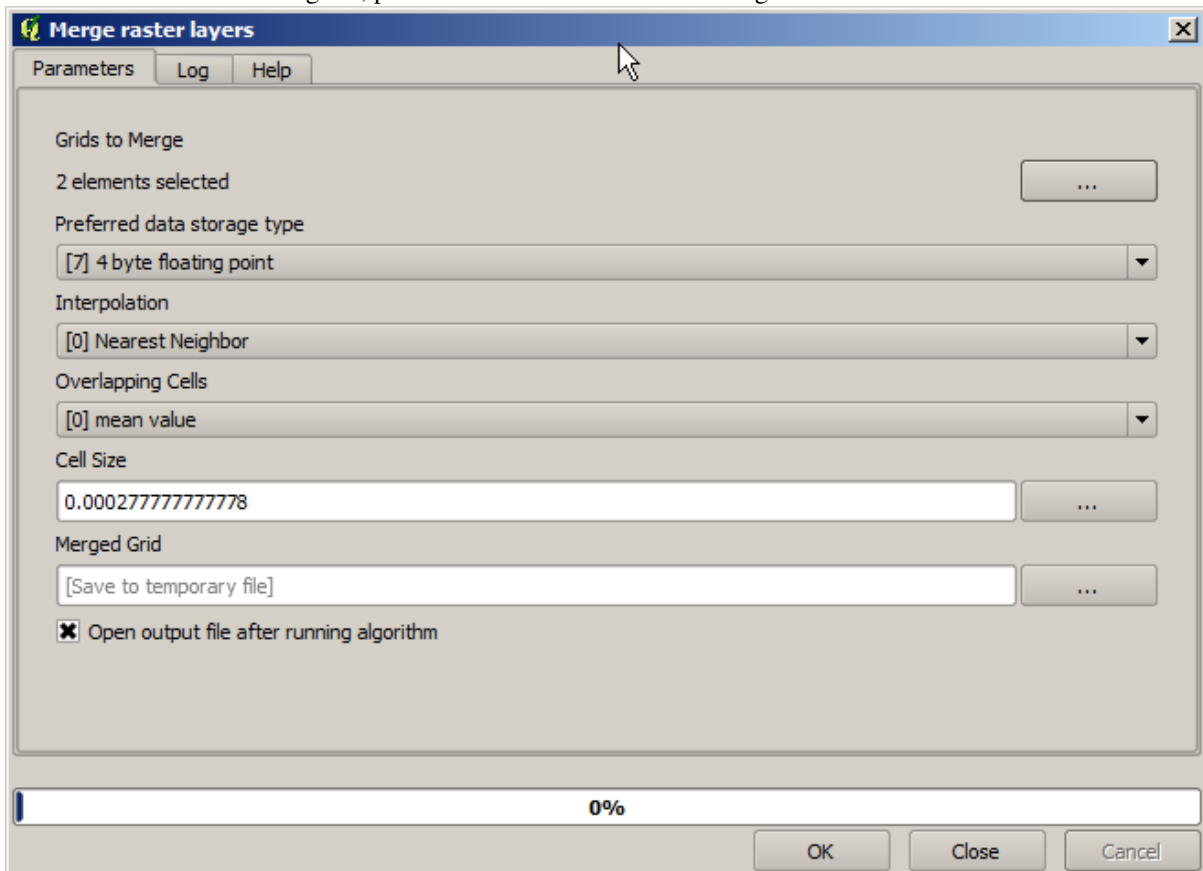 Merge raster layers
Parameters Log Help
Grids to Merge
2 elements selected
...
Preferred data storage type
[7] 4 byte floating point
Interpolation
[0] Nearest Neighbor
Overlapping Cells
[0] mean value
Cell Size
0.000277777777778
...
Merged Grid
[Save to temporary file]
...
Open output file after running algorithm
0%
OK Close Cancel